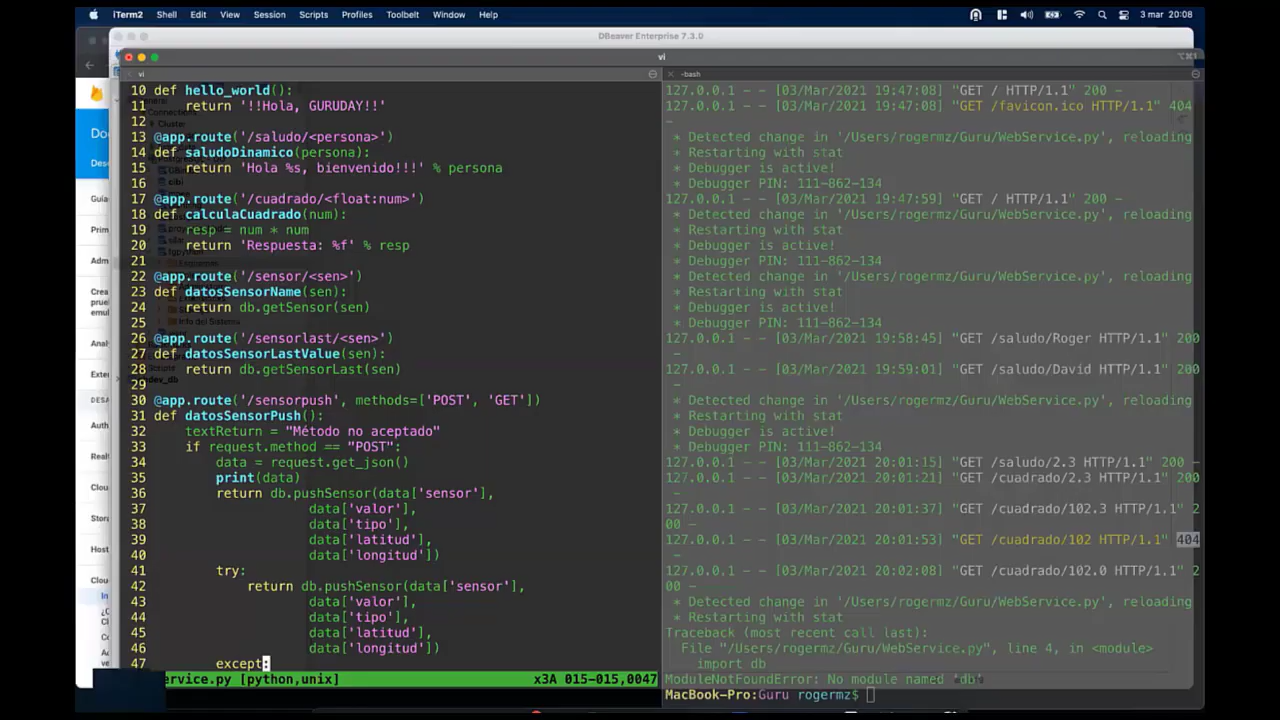 iTerm2 Shell Edit View Session Scripts Profiles Toolbelt Window Help 3 mar 20:08
DBeaver Enterprise 7.3.0
vi
vi
-bash
10 def hello_world():
11     return '!!Hola, GURUDAY!!'
12
13 @app.route('/saludo/<persona>')
14 def saludoDinamico(persona):
15     return 'Hola %s, bienvenido!!!' % persona
16
17 @app.route('/cuadrado/<float:num>')
18 def calculaCuadrado(num):
19     resp = num * num
20     return 'Respuesta: %f' % resp
21
22 @app.route('/sensor/<sen>')
23 def datosSensorName(sen):
24     return db.getSensor(sen)
25
26 @app.route('/sensorlast/<sen>')
27 def datosSensorLastValue(sen):
28     return db.getSensorLast(sen)
29
30 @app.route('/sensorpush', methods=['POST', 'GET'])
31 def datosSensorPush():
32     textReturn = "Método no aceptado"
33     if request.method == "POST":
34         data = request.get_json()
35         print(data)
36         return db.pushSensor(data['sensor'],
37                     data['valor'],
38                     data['tipo'],
39                     data['latitud'],
40                     data['longitud'])
41         try:
42             return db.pushSensor(data['sensor'],
43                     data['valor'],
44                     data['tipo'],
45                     data['latitud'],
46                     data['longitud'])
47         except:
ervice.py [python,unix] x3A 015-015,0047
127.0.0.1 - - [03/Mar/2021 19:47:08] "GET / HTTP/1.1" 200 -
127.0.0.1 - - [03/Mar/2021 19:47:08] "GET /favicon.ico HTTP/1.1" 404
-
* Detected change in '/Users/rogermz/Guru/WebService.py', reloading
* Restarting with stat
* Debugger is active!
* Debugger PIN: 111-862-134
127.0.0.1 - - [03/Mar/2021 19:47:59] "GET / HTTP/1.1" 200 -
* Detected change in '/Users/rogermz/Guru/WebService.py', reloading
* Restarting with stat
* Debugger is active!
* Debugger PIN: 111-862-134
* Detected change in '/Users/rogermz/Guru/WebService.py', reloading
* Restarting with stat
* Debugger is active!
* Debugger PIN: 111-862-134
127.0.0.1 - - [03/Mar/2021 19:58:45] "GET /saludo/Roger HTTP/1.1" 200
-
127.0.0.1 - - [03/Mar/2021 19:59:01] "GET /saludo/David HTTP/1.1" 200
-
* Detected change in '/Users/rogermz/Guru/WebService.py', reloading
* Restarting with stat
* Debugger is active!
* Debugger PIN: 111-862-134
127.0.0.1 - - [03/Mar/2021 20:01:15] "GET /saludo/2.3 HTTP/1.1" 200 -
127.0.0.1 - - [03/Mar/2021 20:01:21] "GET /cuadrado/2.3 HTTP/1.1" 200
-
127.0.0.1 - - [03/Mar/2021 20:01:37] "GET /cuadrado/102.3 HTTP/1.1" 2
00 -
127.0.0.1 - - [03/Mar/2021 20:01:53] "GET /cuadrado/102 HTTP/1.1" 404
-
127.0.0.1 - - [03/Mar/2021 20:02:08] "GET /cuadrado/102.0 HTTP/1.1" 2
00 -
* Detected change in '/Users/rogermz/Guru/WebService.py', reloading
* Restarting with stat
Traceback (most recent call last):
File "/Users/rogermz/Guru/WebService.py", line 4, in <module>
import db
ModuleNotFoundError: No module named 'db'
MacBook-Pro:Guru rogermz$